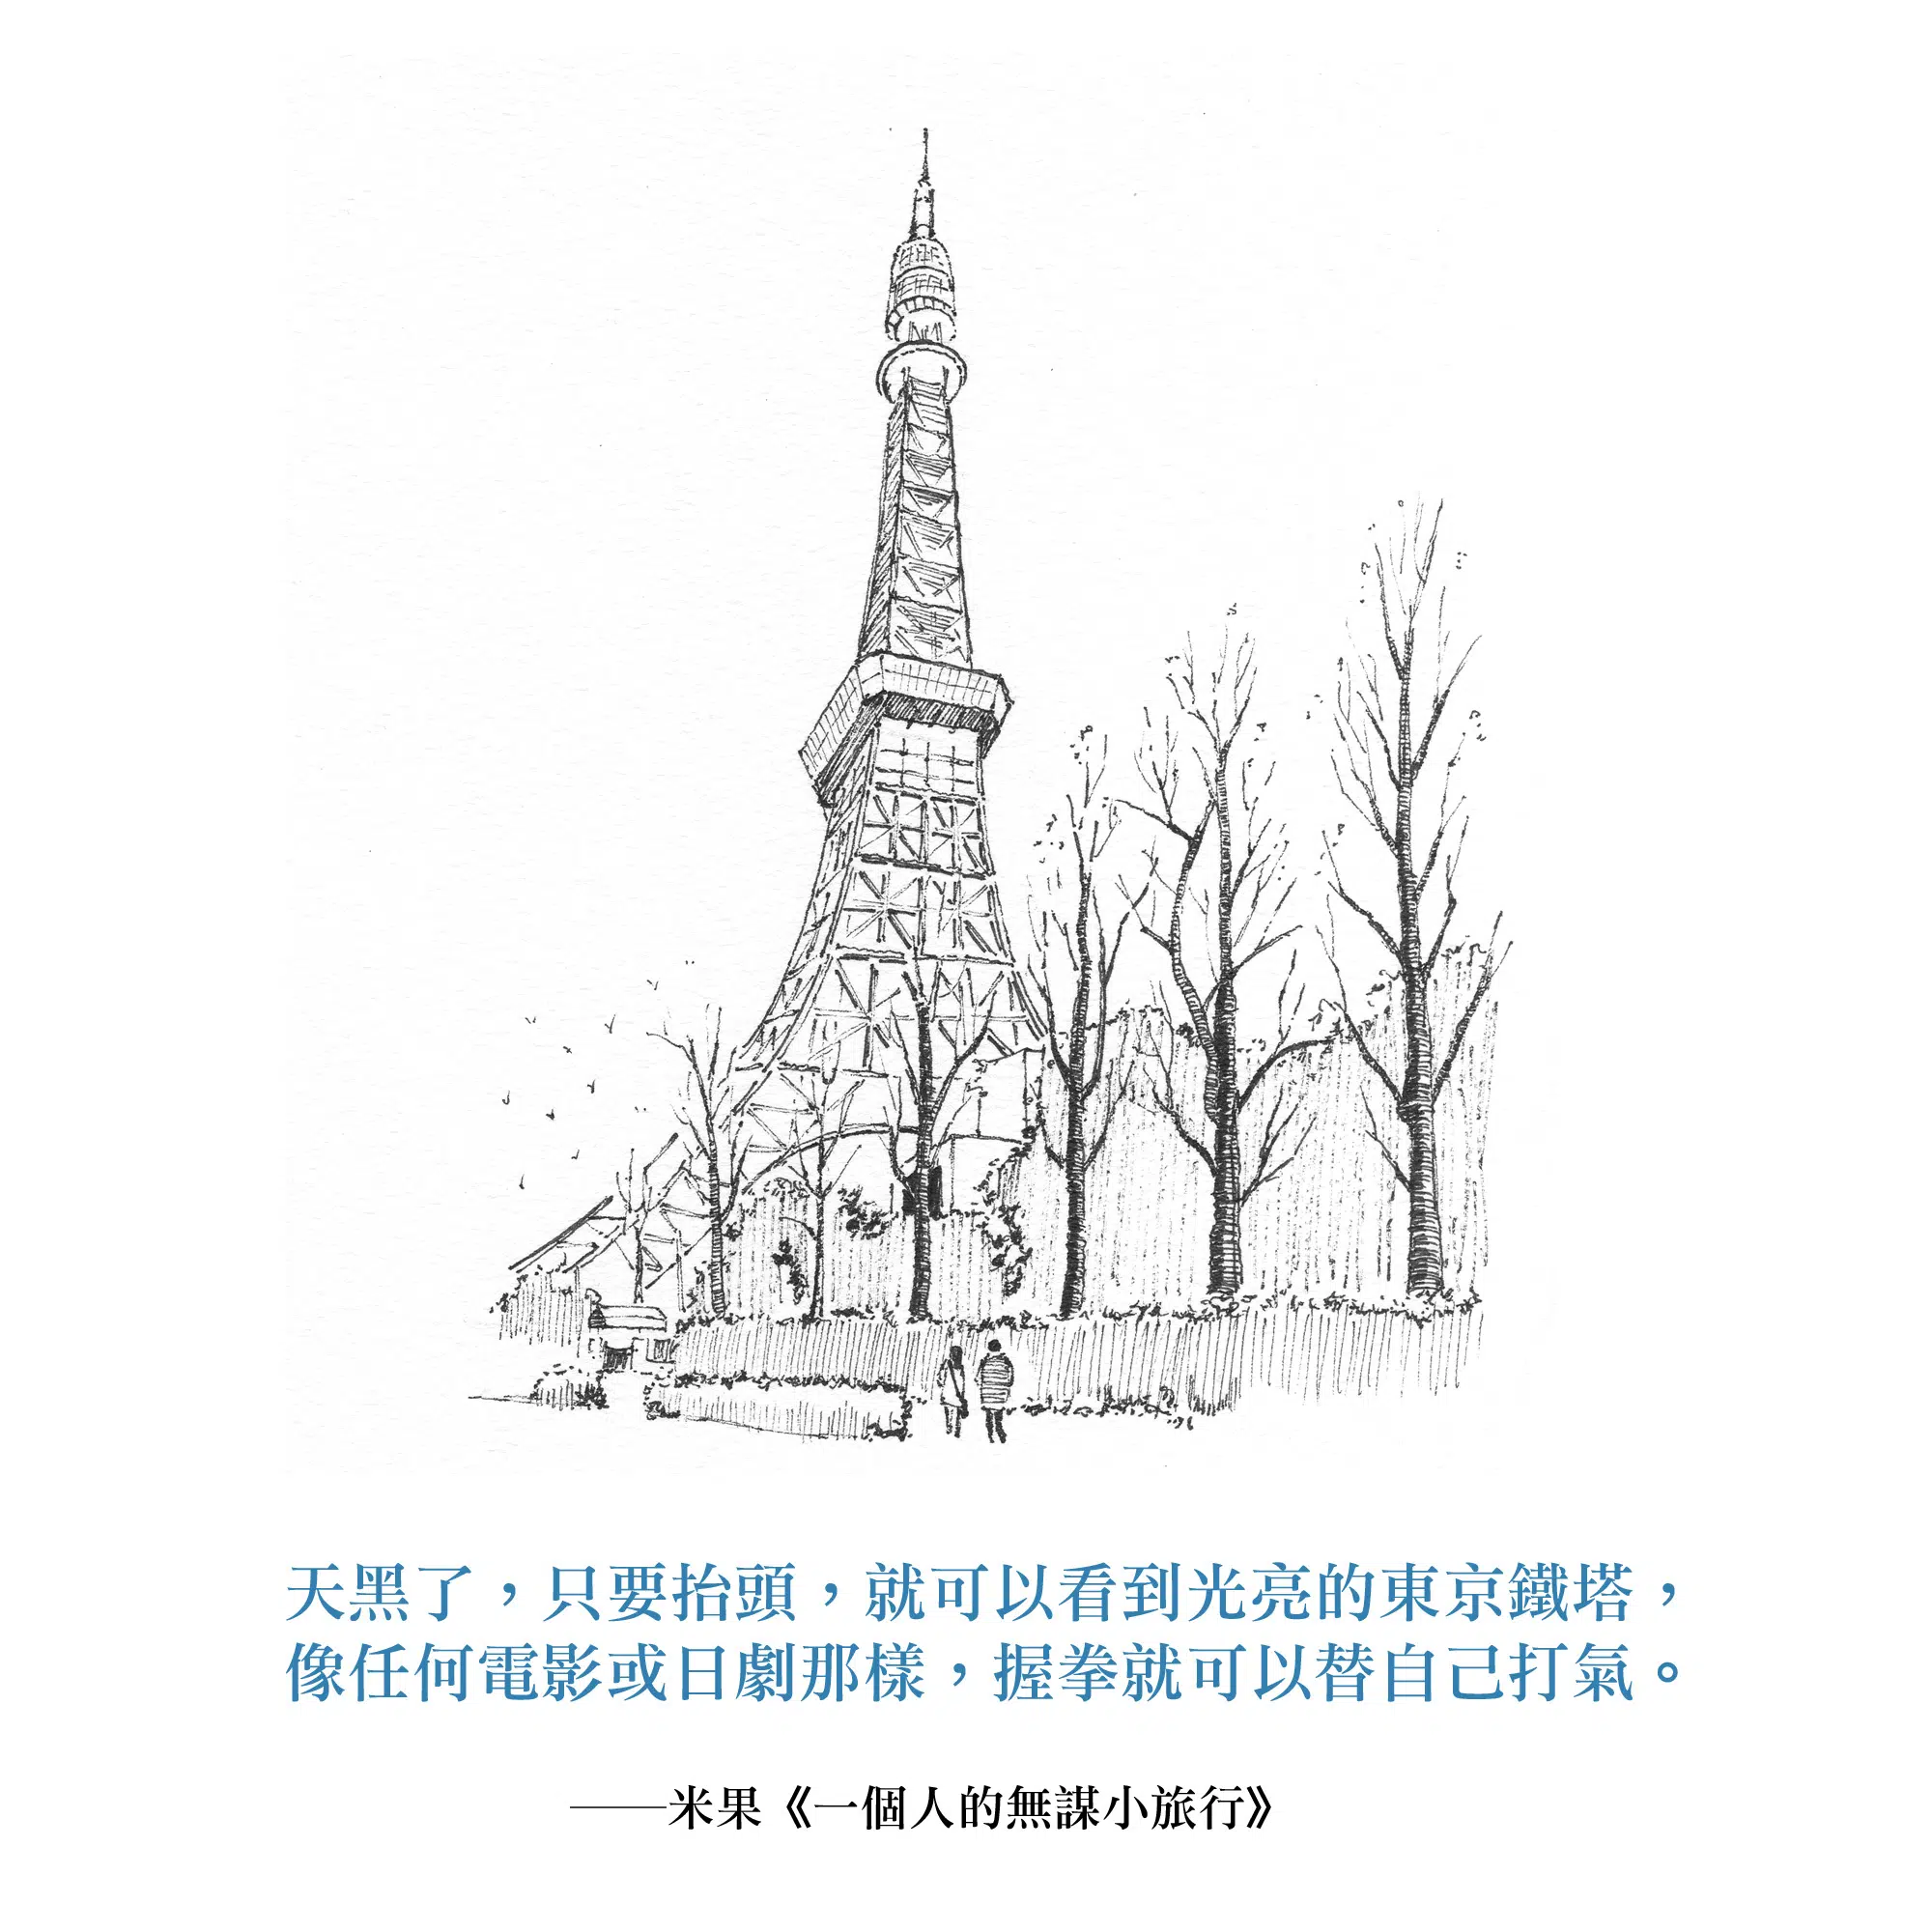 天黑了，只要抬頭，就可以看到光亮的東京鐵塔，
像任何電影或日劇那樣，握拳就可以替自己打氣。
——米果《一個人的無謀小旅行》